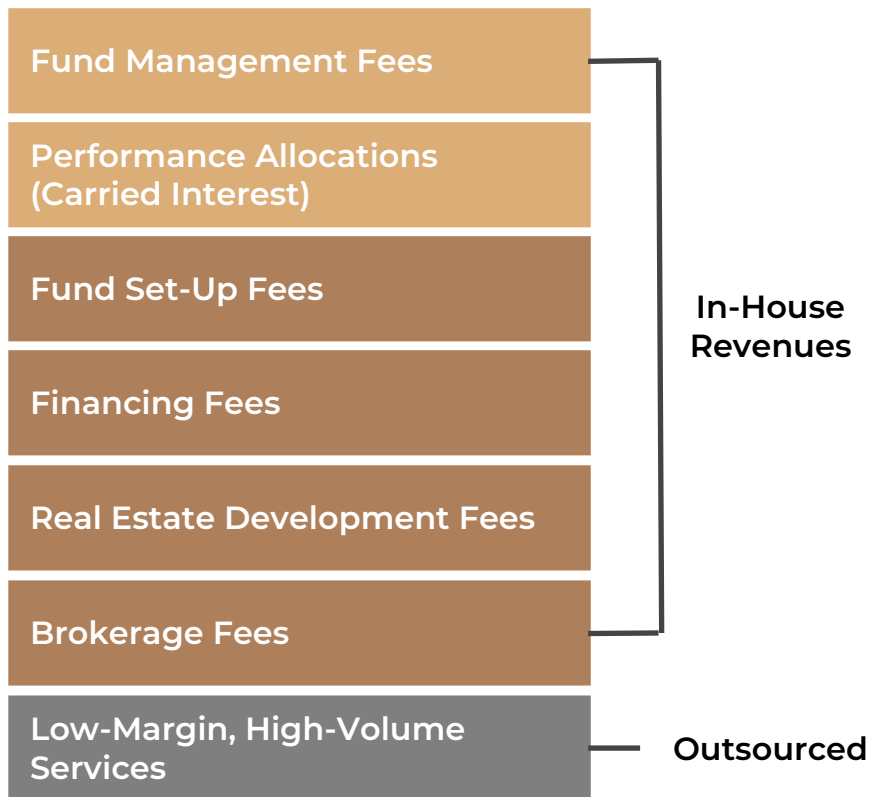 Fund Management Fees
Performance Allocations
(Carried Interest)
Fund Set-Up Fees
In-House
Revenues
Financing Fees
Real Estate Development Fees
Brokerage Fees
Low-Margin, High-Volume
Services
Outsourced